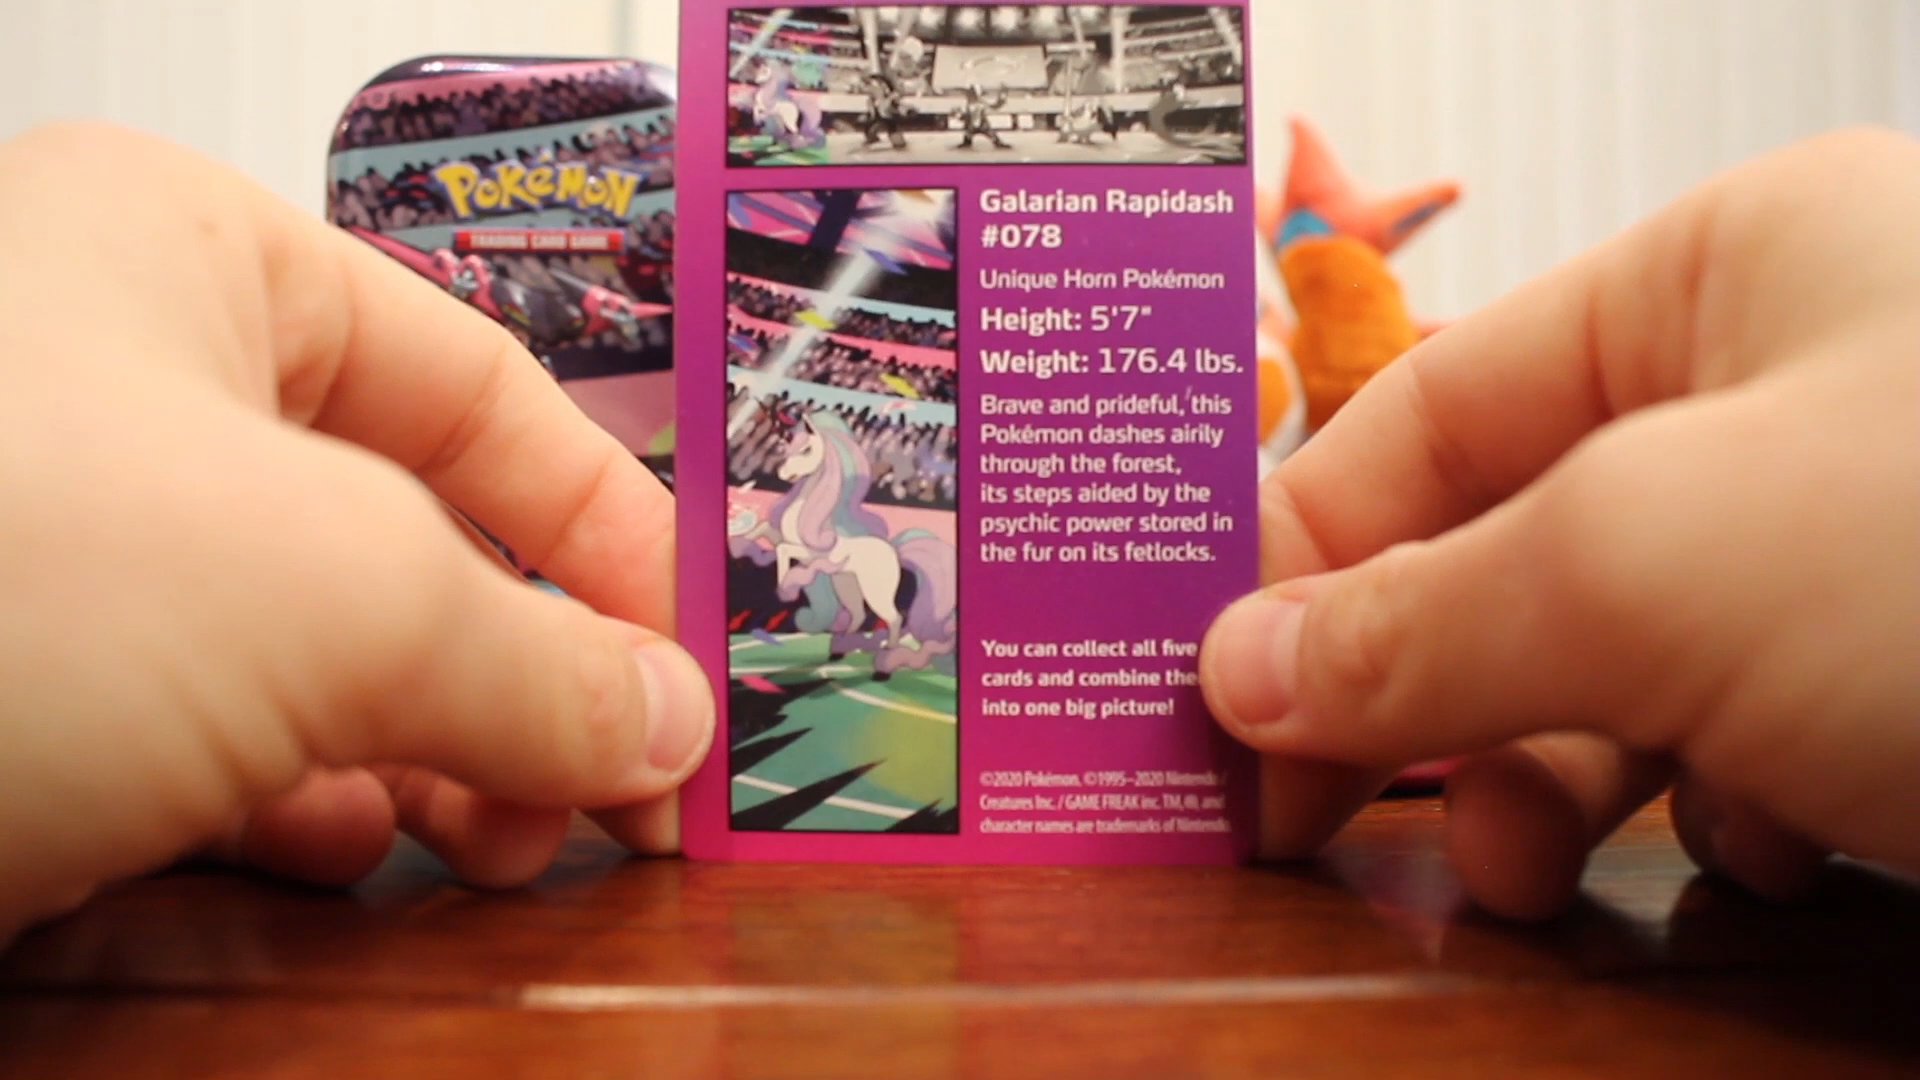 POKéMON
TRADING CARD GAME
Galarian Rapidash
#078
Unique Horn Pokémon
Height: 5'7"
Weight: 176.4 lbs.
Brave and prideful, this
Pokémon dashes airily
through the forest,
its steps aided by the
psychic power stored in
the fur on its fetlocks.
You can collect all five
cards and combine the
into one big picture!
©2020 Pokémon. ©1995–2020 Nintendo /
Creatures Inc. / GAME FREAK inc. TM, ®, and
character names are trademarks of Nintendo.